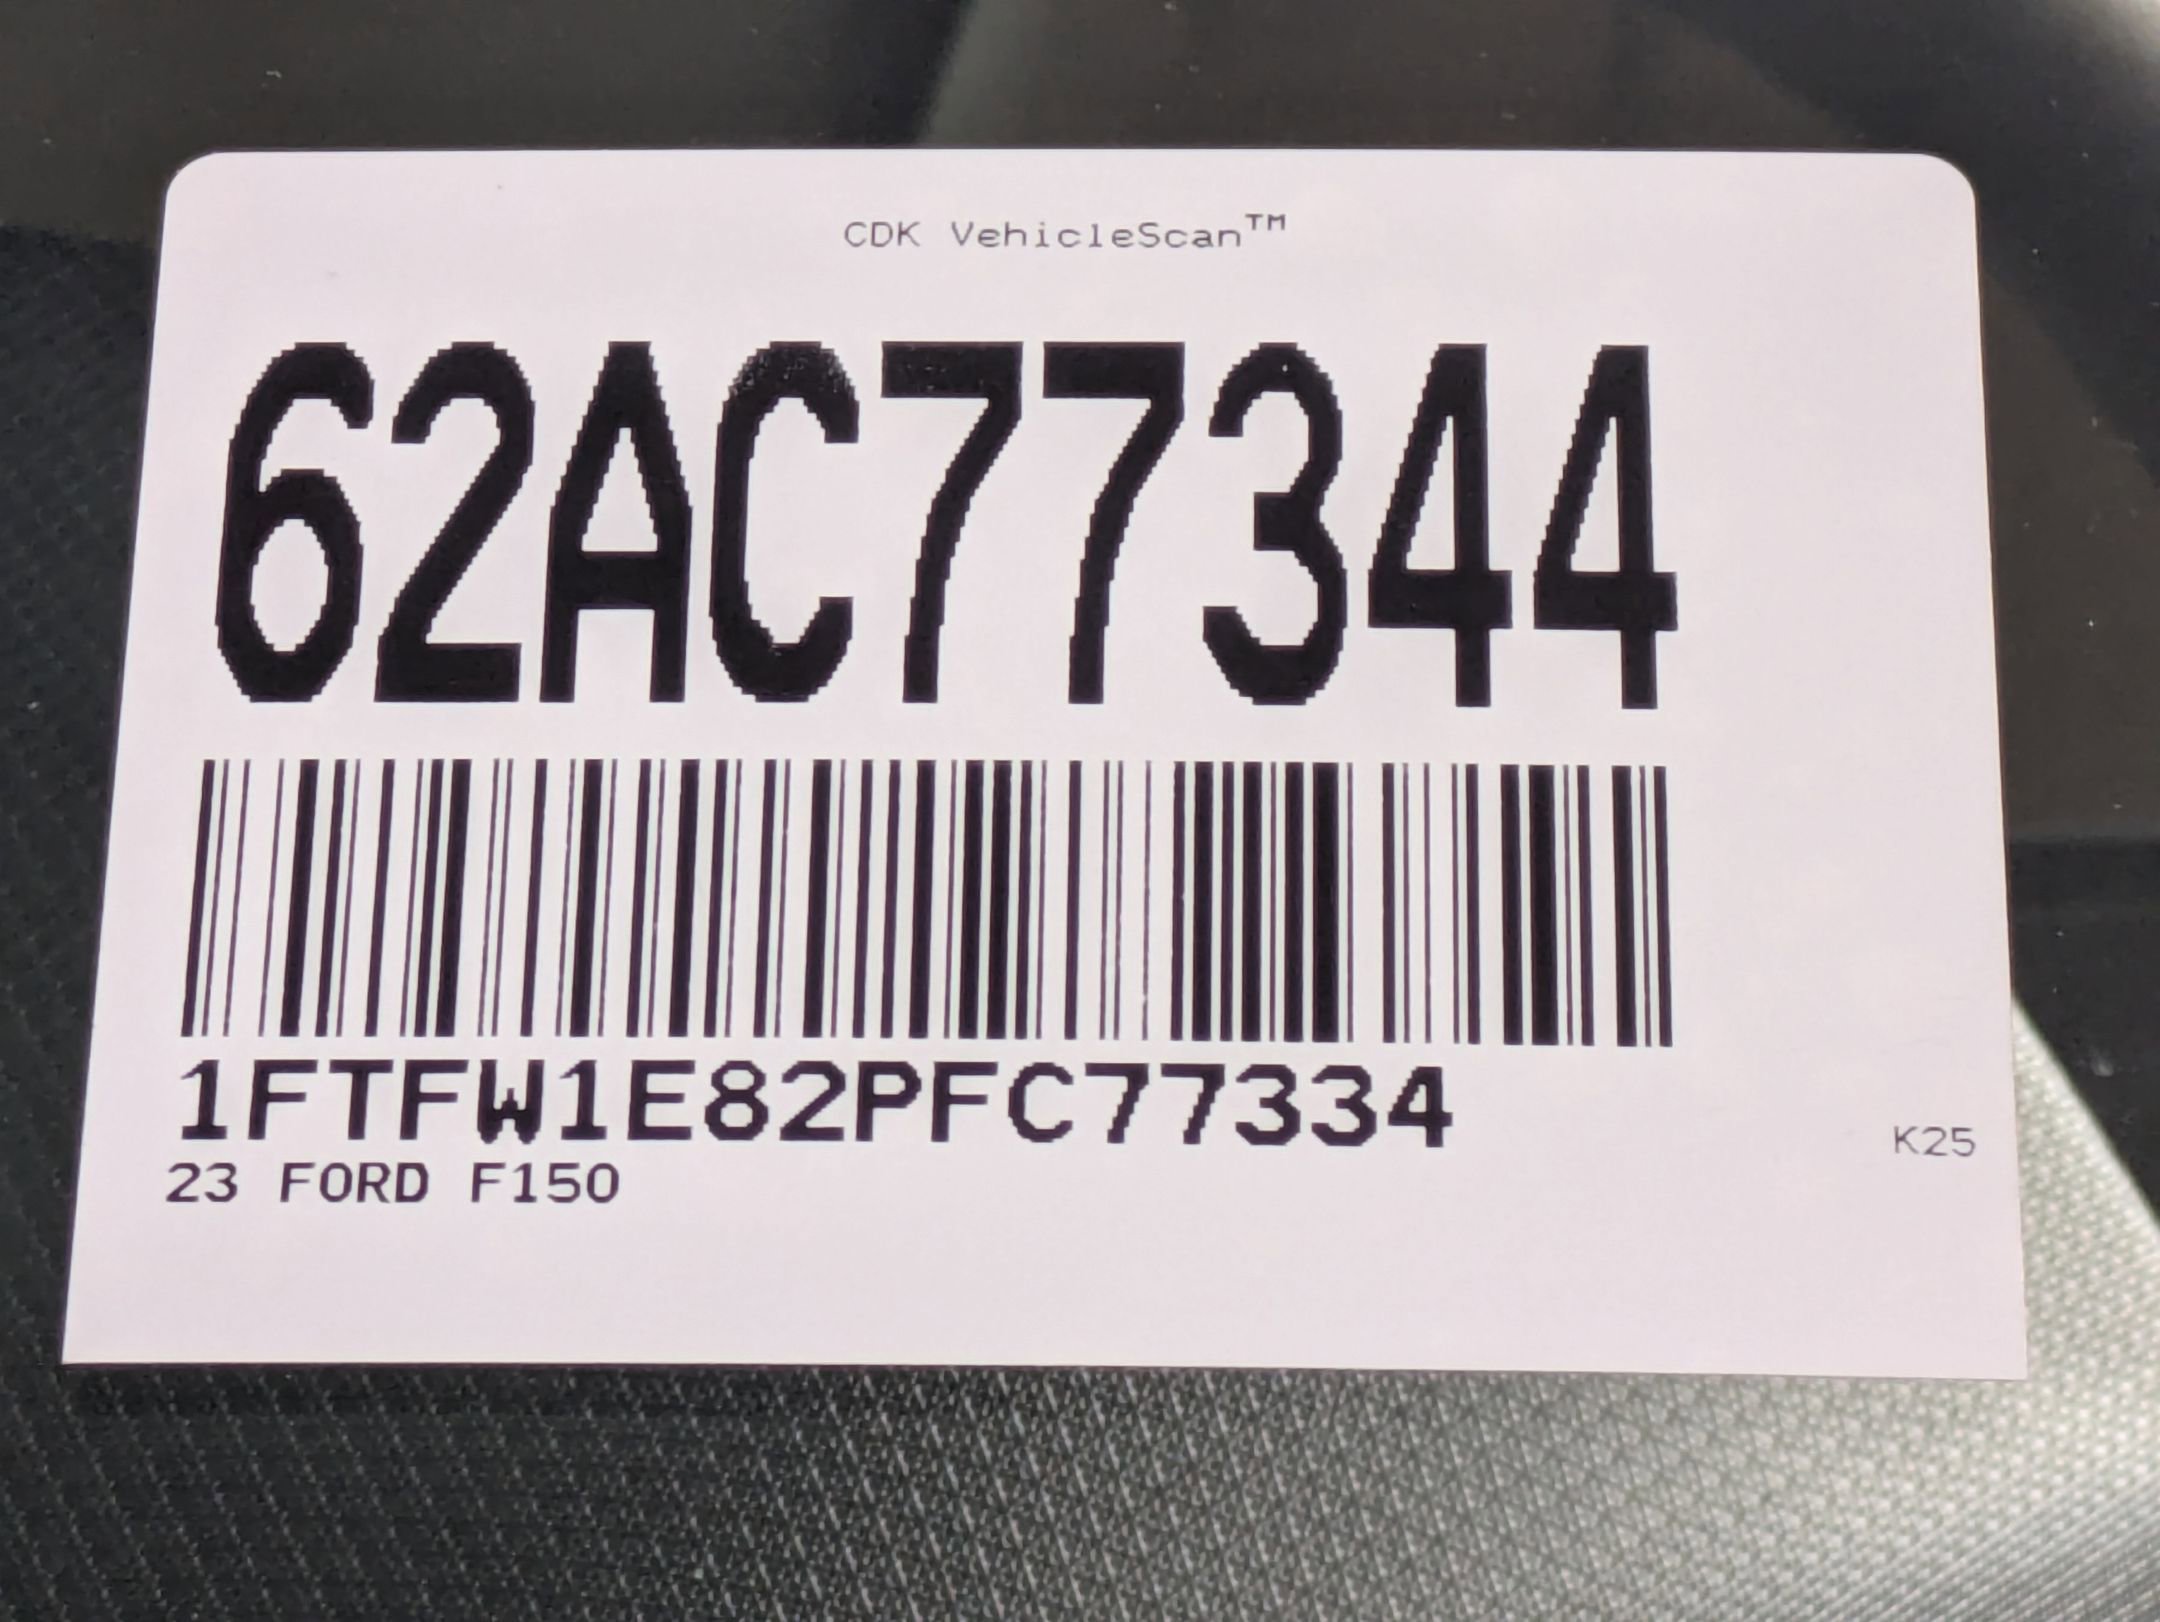 CDK VehicleScan™
62AC77344
1FTFW1E82PFC77334
K25
23 FORD F150